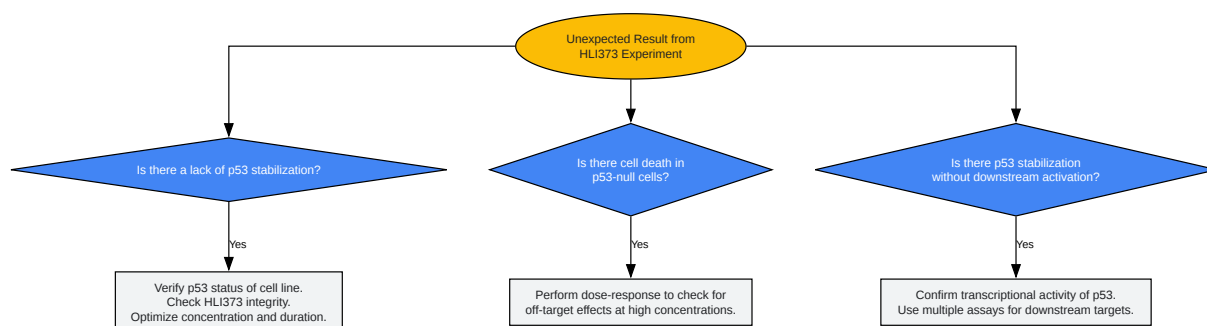 Unexpected Result from
HLI373 Experiment
Is there a lack of p53 stabilization?
Is there cell death in
p53-null cells?
Is there p53 stabilization
without downstream activation?
Yes
Yes
Yes
Verify p53 status of cell line.
Check HLI373 integrity.
Optimize concentration and duration.
Perform dose-response to check for
off-target effects at high concentrations.
Confirm transcriptional activity of p53.
Use multiple assays for downstream targets.